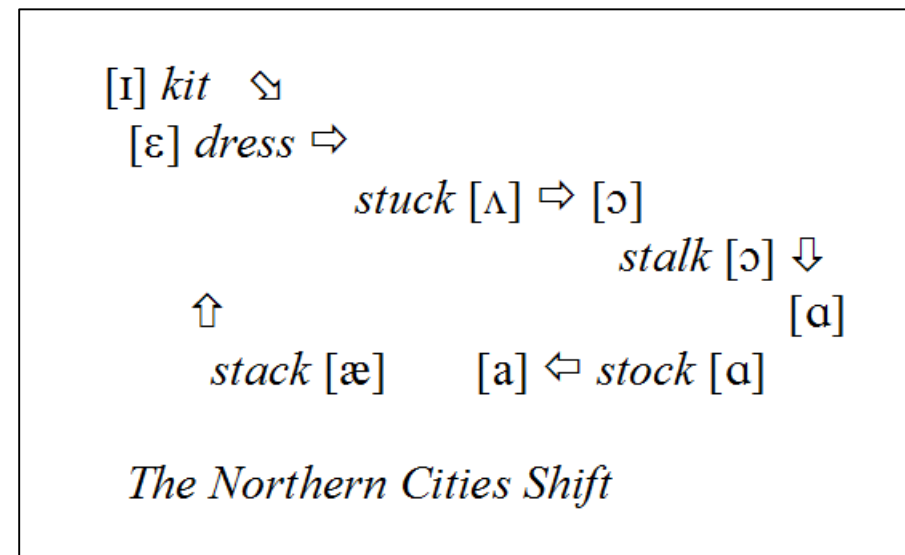 [ɪ] kit ⬂
[ɛ] dress ⇨
stuck [ʌ] ⇨ [ɔ]
stalk [ɔ] ⇩
⇧ [ɑ]
stack [æ] [a] ⇦ stock [ɑ]
The Northern Cities Shift